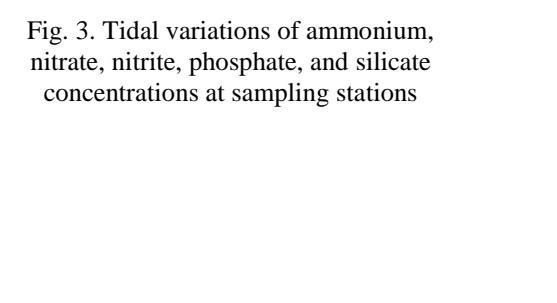 Fig. 3. Tidal variations of ammonium,
nitrate, nitrite, phosphate, and silicate
concentrations at sampling stations